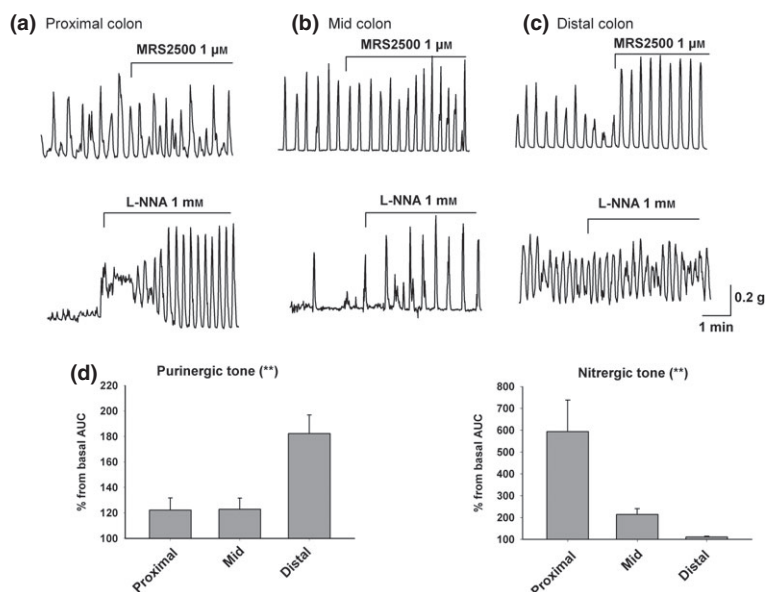 (a) Proximal colon
(b) Mid colon
(c) Distal colon
MRS2500 1 μM
MRS2500 1 μM
MRS2500 1 μM
L-NNA 1 mM
L-NNA 1 mM
L-NNA 1 mM
0.2 g
1 min
(d)
Purinergic tone (**)
% from basal AUC
220
200
180
160
140
120
100
Proximal
Mid
Distal
Nitrergic tone (**)
% from basal AUC
800
700
600
500
400
300
200
100
Proximal
Mid
Distal